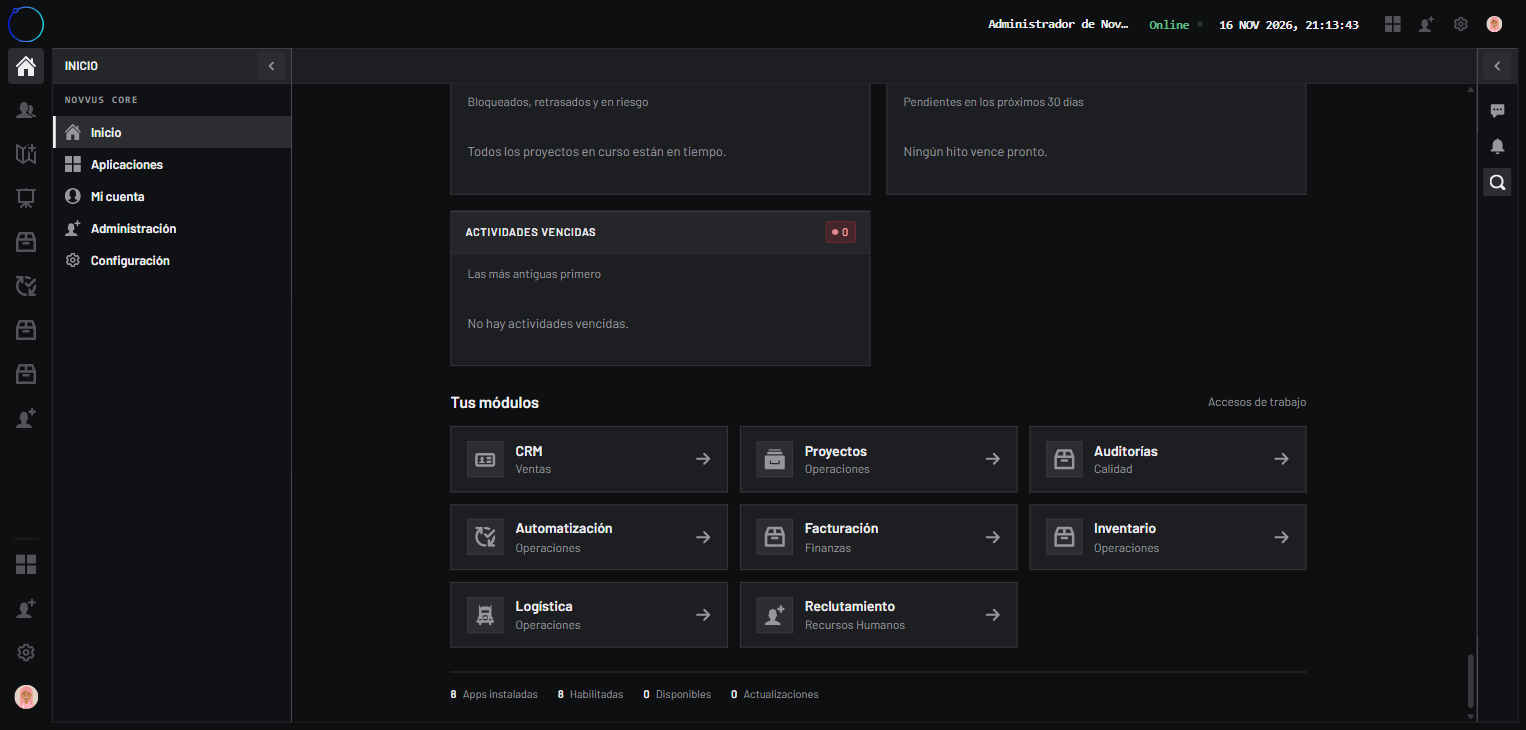 Administrador de Nov… Online 16 NOV 2026, 21:13:43
INICIO
NOVVUS CORE
Inicio
Aplicaciones
Mi cuenta
Administración
Configuración
Bloqueados, retrasados y en riesgo
Todos los proyectos en curso están en tiempo.
Pendientes en los próximos 30 días
Ningún hito vence pronto.
ACTIVIDADES VENCIDAS 0
Las más antiguas primero
No hay actividades vencidas.
Tus módulos Accesos de trabajo
CRM
Ventas
Proyectos
Operaciones
Auditorías
Calidad
Automatización
Operaciones
Facturación
Finanzas
Inventario
Operaciones
Logística
Operaciones
Reclutamiento
Recursos Humanos
8 Apps instaladas 8 Habilitadas 0 Disponibles 0 Actualizaciones